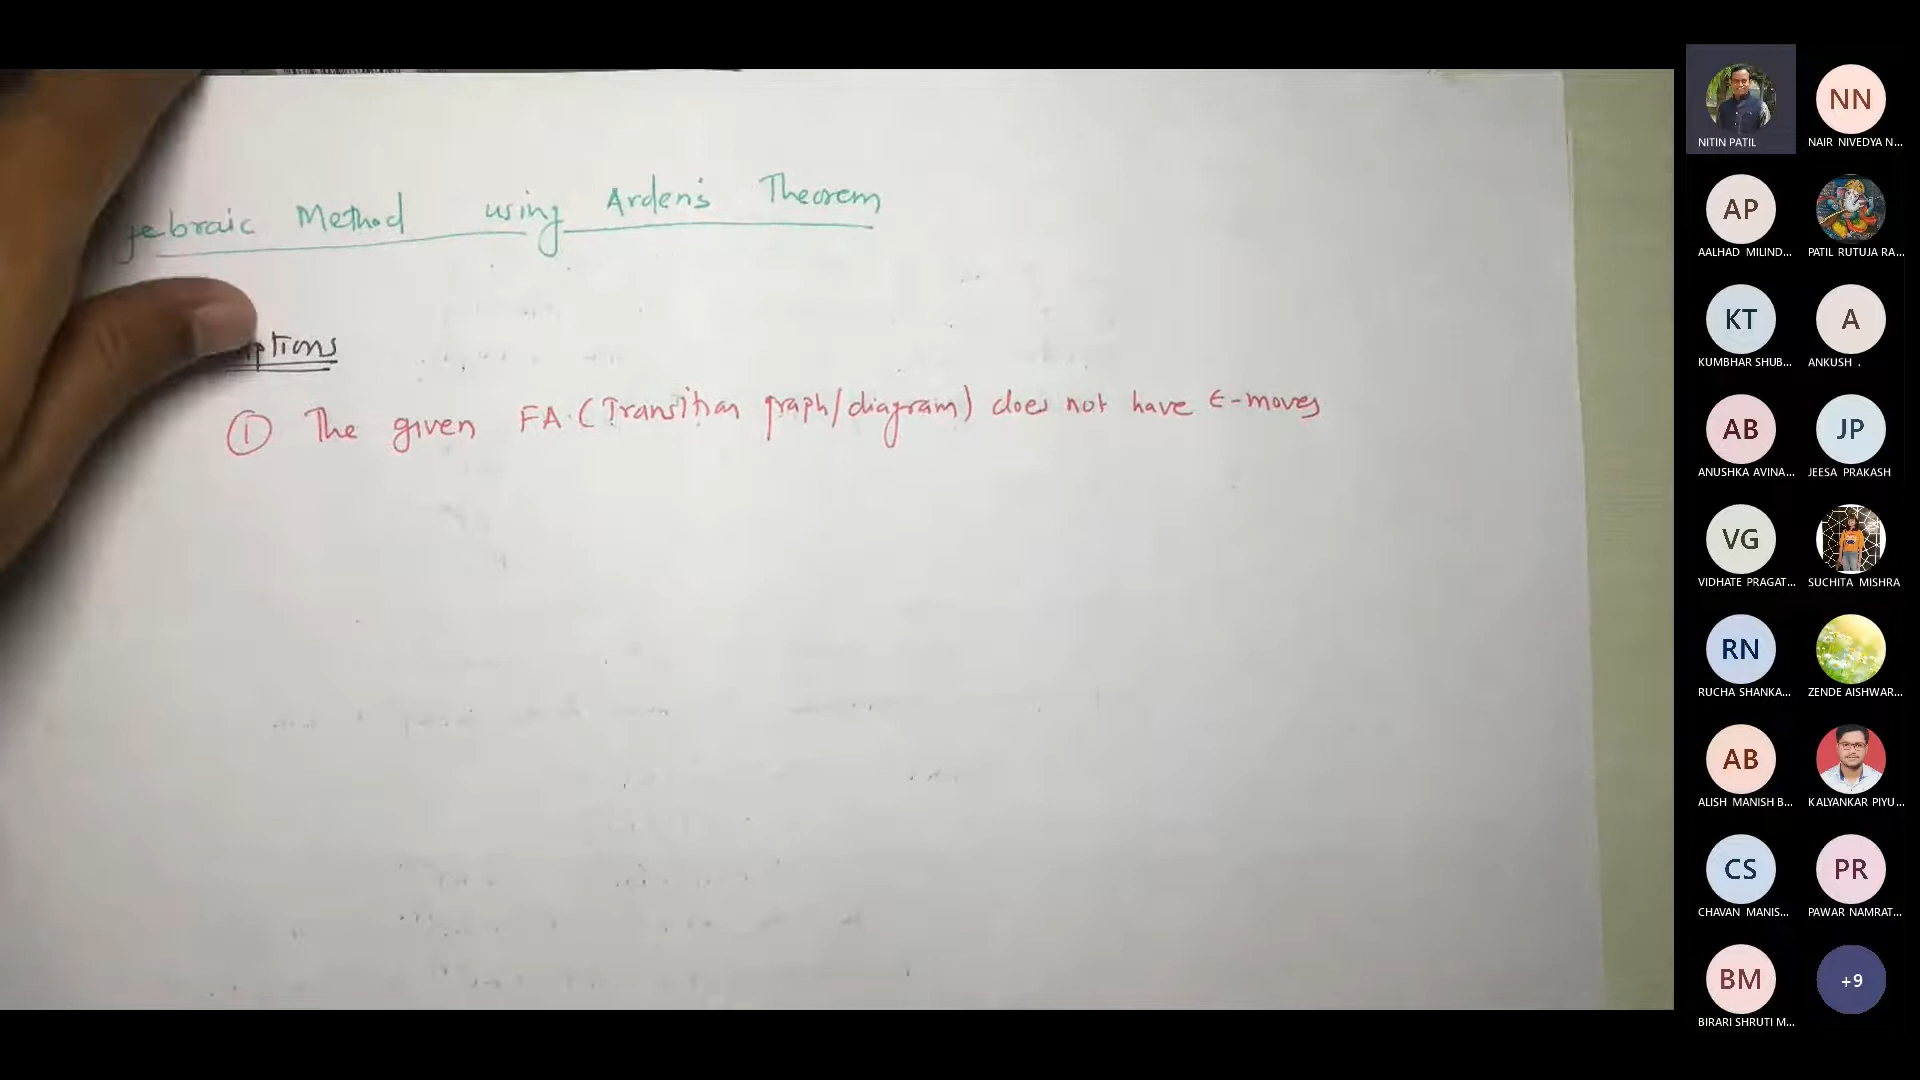 gebraic Method using Arden's Theorem
mptions
① The given FA. (Transition graph/diagram) does not have ε-moves
NITIN PATIL
NN
NAIR NIVEDYA N...
AP
AALHAD MILIND...
PATIL RUTUJA RA...
KT
KUMBHAR SHUB...
A
ANKUSH .
AB
ANUSHKA AVINA...
JP
JEESA PRAKASH
VG
VIDHATE PRAGAT...
SUCHITA MISHRA
RN
RUCHA SHANKA...
ZENDE AISHWAR...
AB
ALISH MANISH B...
KALYANKAR PIYU...
CS
CHAVAN MANIS...
PR
PAWAR NAMRAT...
BM
BIRARI SHRUTI M...
+9